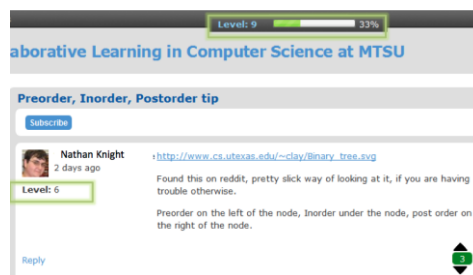 Level: 9 33%
aborative Learning in Computer Science at MTSU
Preorder, Inorder, Postorder tip
Subscribe
Nathan Knight
2 days ago
Level: 6
: http://www.cs.utexas.edu/~clay/Binary_tree.svg
Found this on reddit, pretty slick way of looking at it, if you are having
trouble otherwise.
Preorder on the left of the node, Inorder under the node, post order on
the right of the node.
Reply
3